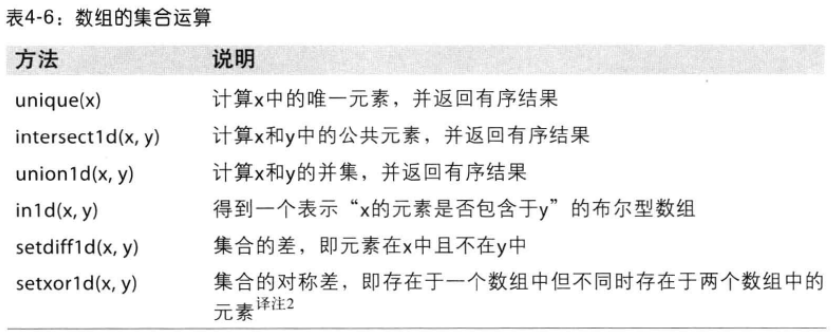 表4-6：数组的集合运算
方法 说明
unique(x) 计算x中的唯一元素，并返回有序结果
intersect1d(x, y) 计算x和y中的公共元素，并返回有序结果
union1d(x, y) 计算x和y的并集，并返回有序结果
in1d(x, y) 得到一个表示“x的元素是否包含于y”的布尔型数组
setdiff1d(x, y) 集合的差，即元素在x中且不在y中
setxor1d(x, y) 集合的对称差，即存在于一个数组中但不同时存在于两个数组中的
元素译注2